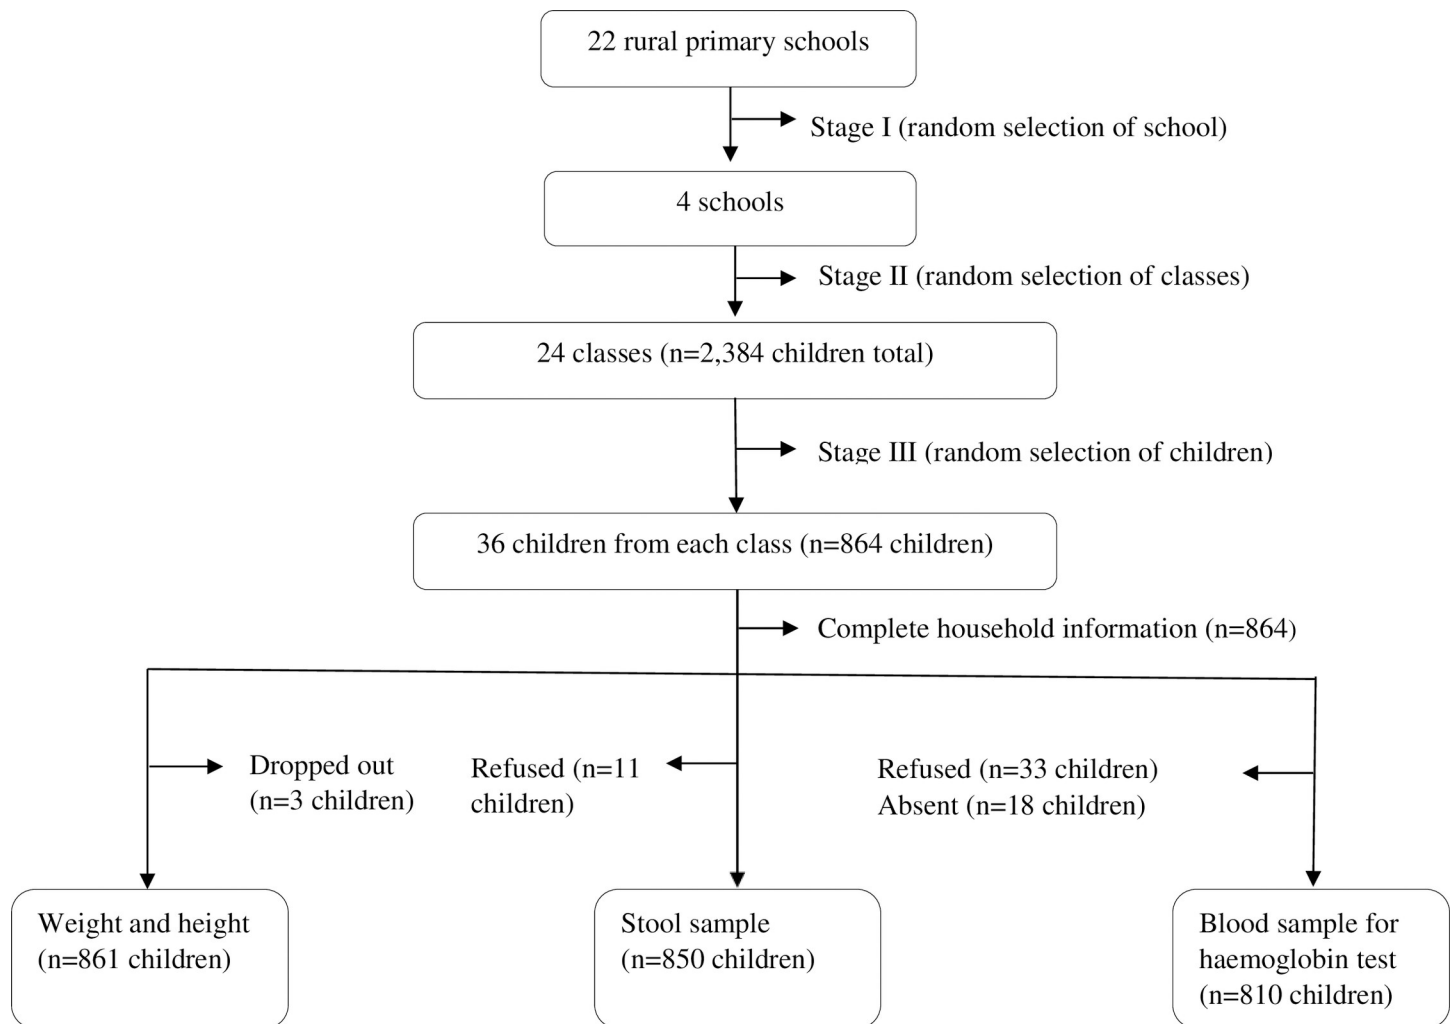 22 rural primary schools
Stage I (random selection of school)
4 schools
Stage II (random selection of classes)
24 classes (n=2,384 children total)
Stage III (random selection of children)
36 children from each class (n=864 children)
Complete household information (n=864)
Dropped out
(n=3 children)
Refused (n=11
children)
Refused (n=33 children)
Absent (n=18 children)
Weight and height
(n=861 children)
Stool sample
(n=850 children)
Blood sample for
haemoglobin test
(n=810 children)